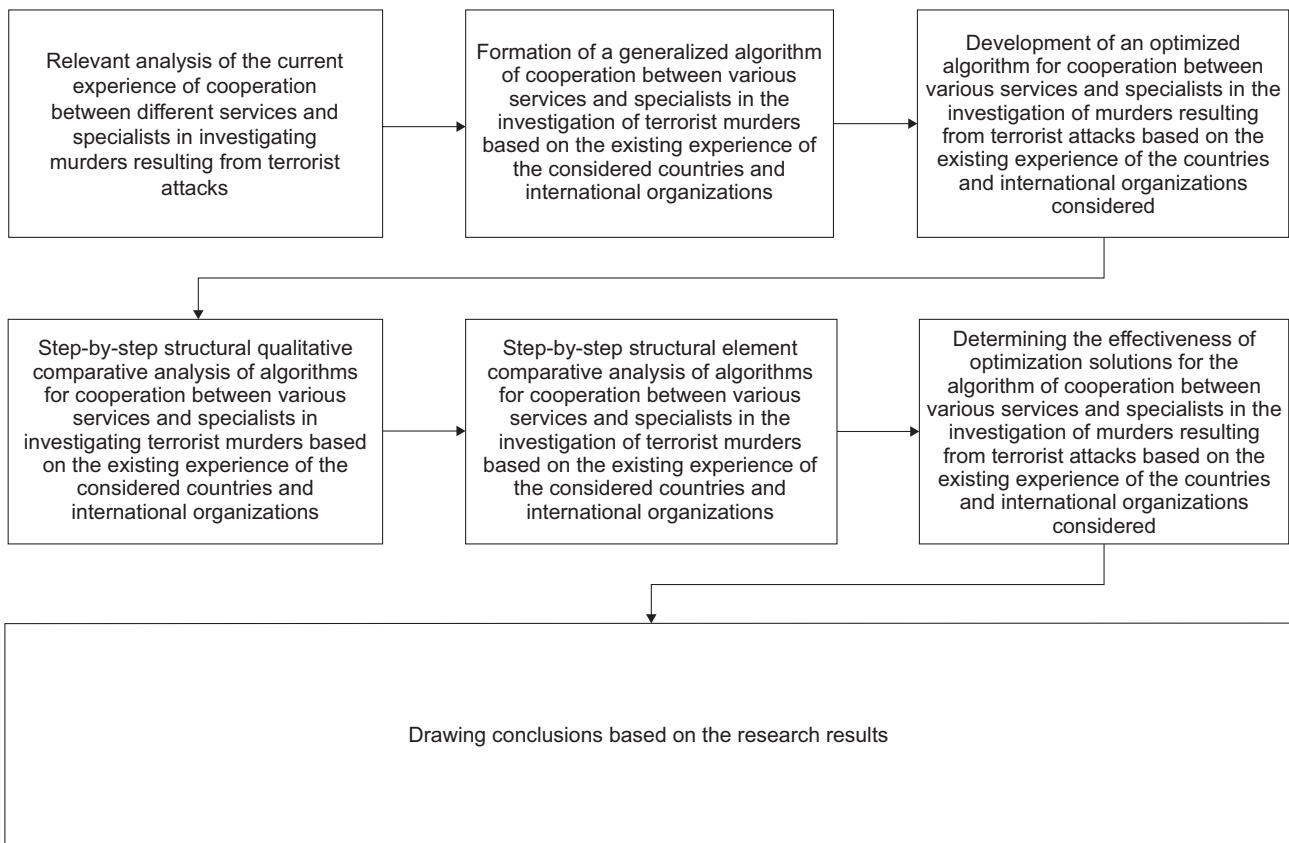 Relevant analysis of the current
experience of cooperation
between different services and
specialists in investigating
murders resulting from terrorist
attacks
Formation of a generalized algorithm
of cooperation between various
services and specialists in the
investigation of terrorist murders
based on the existing experience of
the considered countries and
international organizations
Development of an optimized
algorithm for cooperation between
various services and specialists in the
investigation of murders resulting
from terrorist attacks based on the
existing experience of the countries
and international organizations
considered
Step-by-step structural qualitative
comparative analysis of algorithms
for cooperation between various
services and specialists in
investigating terrorist murders based
on the existing experience of the
considered countries and
international organizations
Step-by-step structural element
comparative analysis of algorithms
for cooperation between various
services and specialists in the
investigation of terrorist murders
based on the existing experience of
the considered countries and
international organizations
Determining the effectiveness of
optimization solutions for the
algorithm of cooperation between
various services and specialists in the
investigation of murders resulting
from terrorist attacks based on the
existing experience of the countries
and international organizations
considered
Drawing conclusions based on the research results